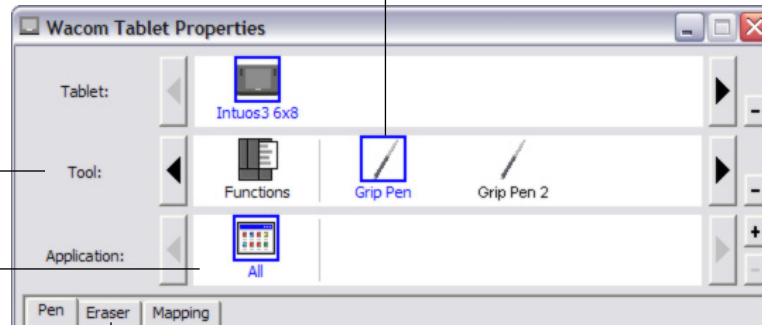 Wacom Tablet Properties
Tablet:
Intuos3 6x8
Tool:
Functions
Grip Pen
Grip Pen 2
Application:
All
Pen
Eraser
Mapping